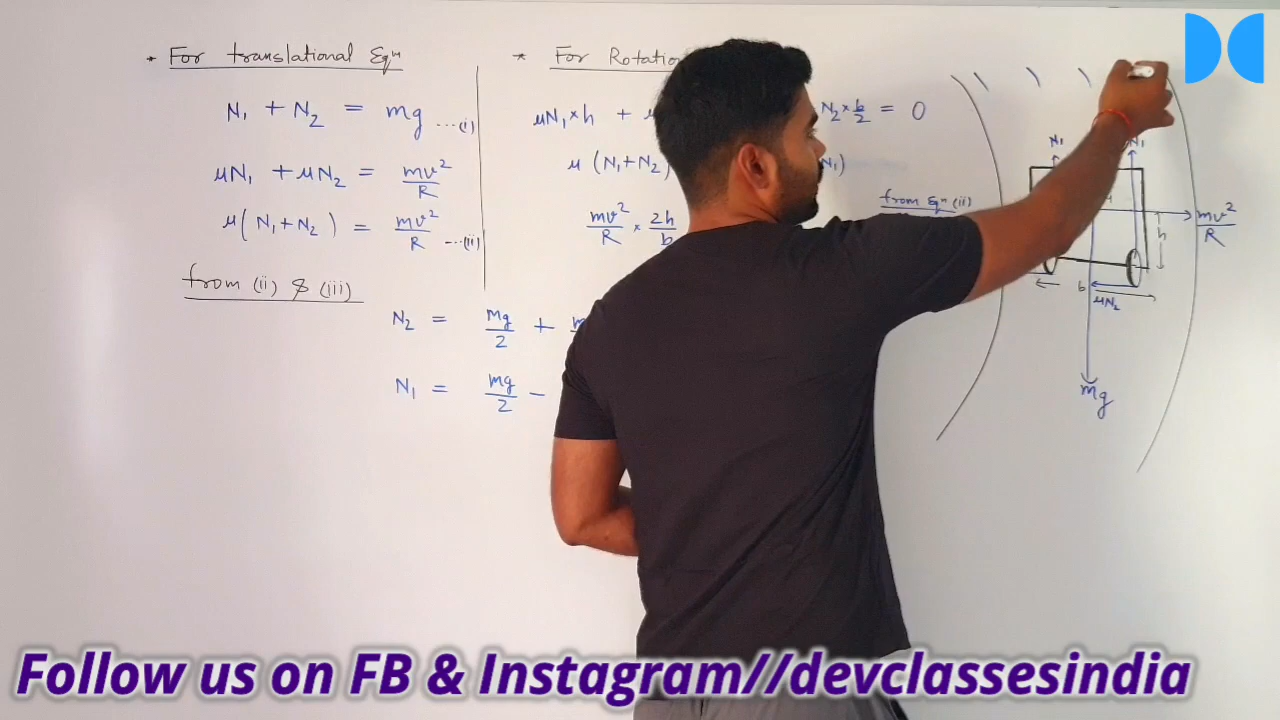 * For translational Eqⁿ
N₁ + N₂ = mg ...(i)
μN₁ + μN₂ = mv²/R
μ(N₁+N₂) = mv²/R ...(ii)
from (ii) & (iii)
N₂ = mg/2 +
N₁ = mg/2 -
* For
μN₁×h +
N₂×b/2 = 0
μ (N₁+N₂)
N₁)
mv²/R × 2h/b
from Eqⁿ (ii)
N₁
N₁
mv²/R
h
b
μN₂
mg
Follow us on FB & Instagram//devclassesindia